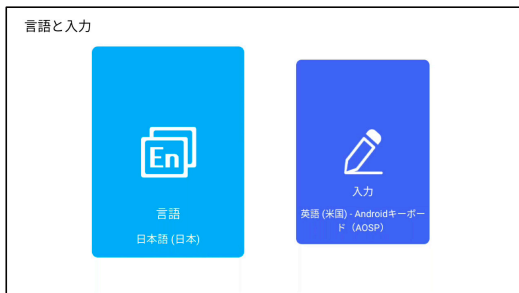 言語と入力
En
言語
日本語 (日本)
入力
英語 (米国) - Androidキーボー
ド（AOSP）